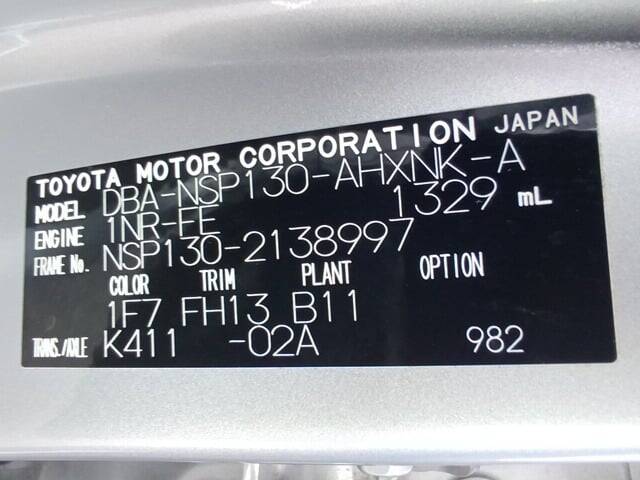 TOYOTA MOTOR CORPORATION JAPAN
MODEL DBA-NSP130-AHXNK-A
ENGINE 1NR-FE 1329 mL
FRAME No. NSP130-2138997
COLOR TRIM PLANT OPTION
1F7 FH13 B11
TRANS./AXLE K411 -02A 982